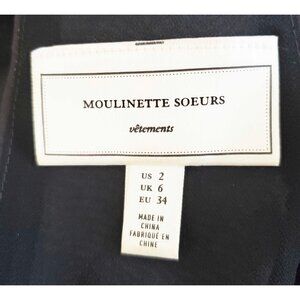 MOULINETTE SOEURS
vêtements
US 2
UK 6
EU 34
MADE IN
CHINA
FABRIQUÉ EN
CHINE